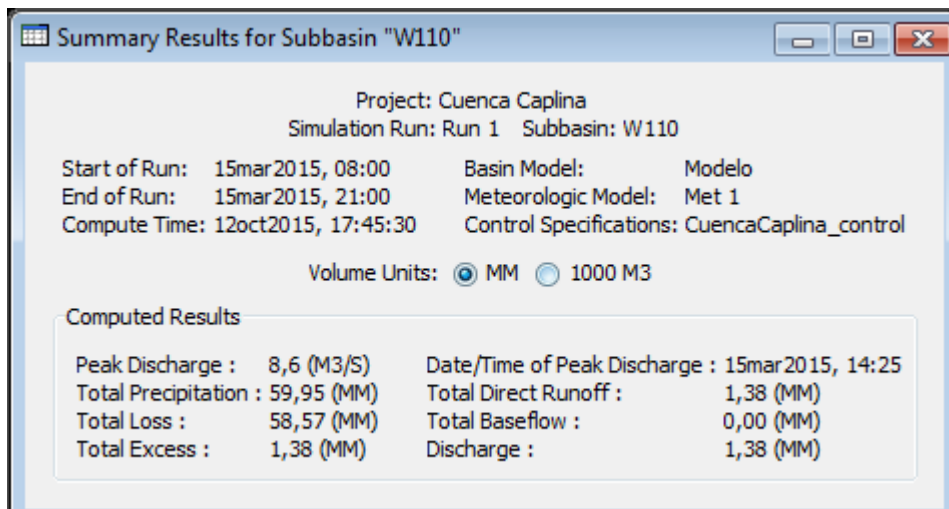 Summary Results for Subbasin "W110"
Project: Cuenca Caplina
Simulation Run: Run 1 Subbasin: W110
Start of Run: 15mar2015, 08:00 Basin Model: Modelo
End of Run: 15mar2015, 21:00 Meteorologic Model: Met 1
Compute Time: 12oct2015, 17:45:30 Control Specifications: CuencaCaplina_control
Volume Units: MM 1000 M3
Computed Results
Peak Discharge : 8,6 (M3/S) Date/Time of Peak Discharge : 15mar2015, 14:25
Total Precipitation : 59,95 (MM) Total Direct Runoff : 1,38 (MM)
Total Loss : 58,57 (MM) Total Baseflow : 0,00 (MM)
Total Excess : 1,38 (MM) Discharge : 1,38 (MM)